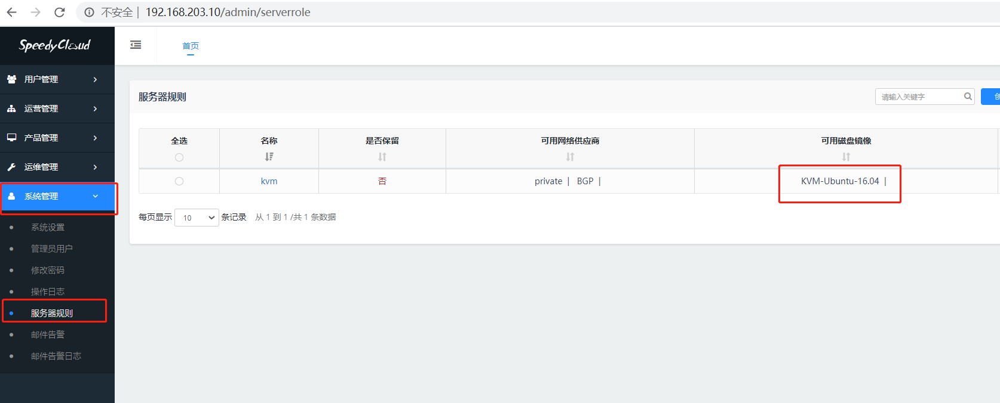 不安全 | 192.168.203.10/admin/serverrole
SpeedyCloud
首页
用户管理
运营管理
产品管理
运维管理
系统管理
系统设置
管理员用户
修改密码
操作日志
服务器规则
邮件告警
邮件告警日志
服务器规则
请输入关键字
全选 名称 是否保留 可用网络供应商 可用磁盘镜像
kvm 否 private | BGP | KVM-Ubuntu-16.04 |
每页显示 10 条记录 从 1 到 1 /共 1 条数据